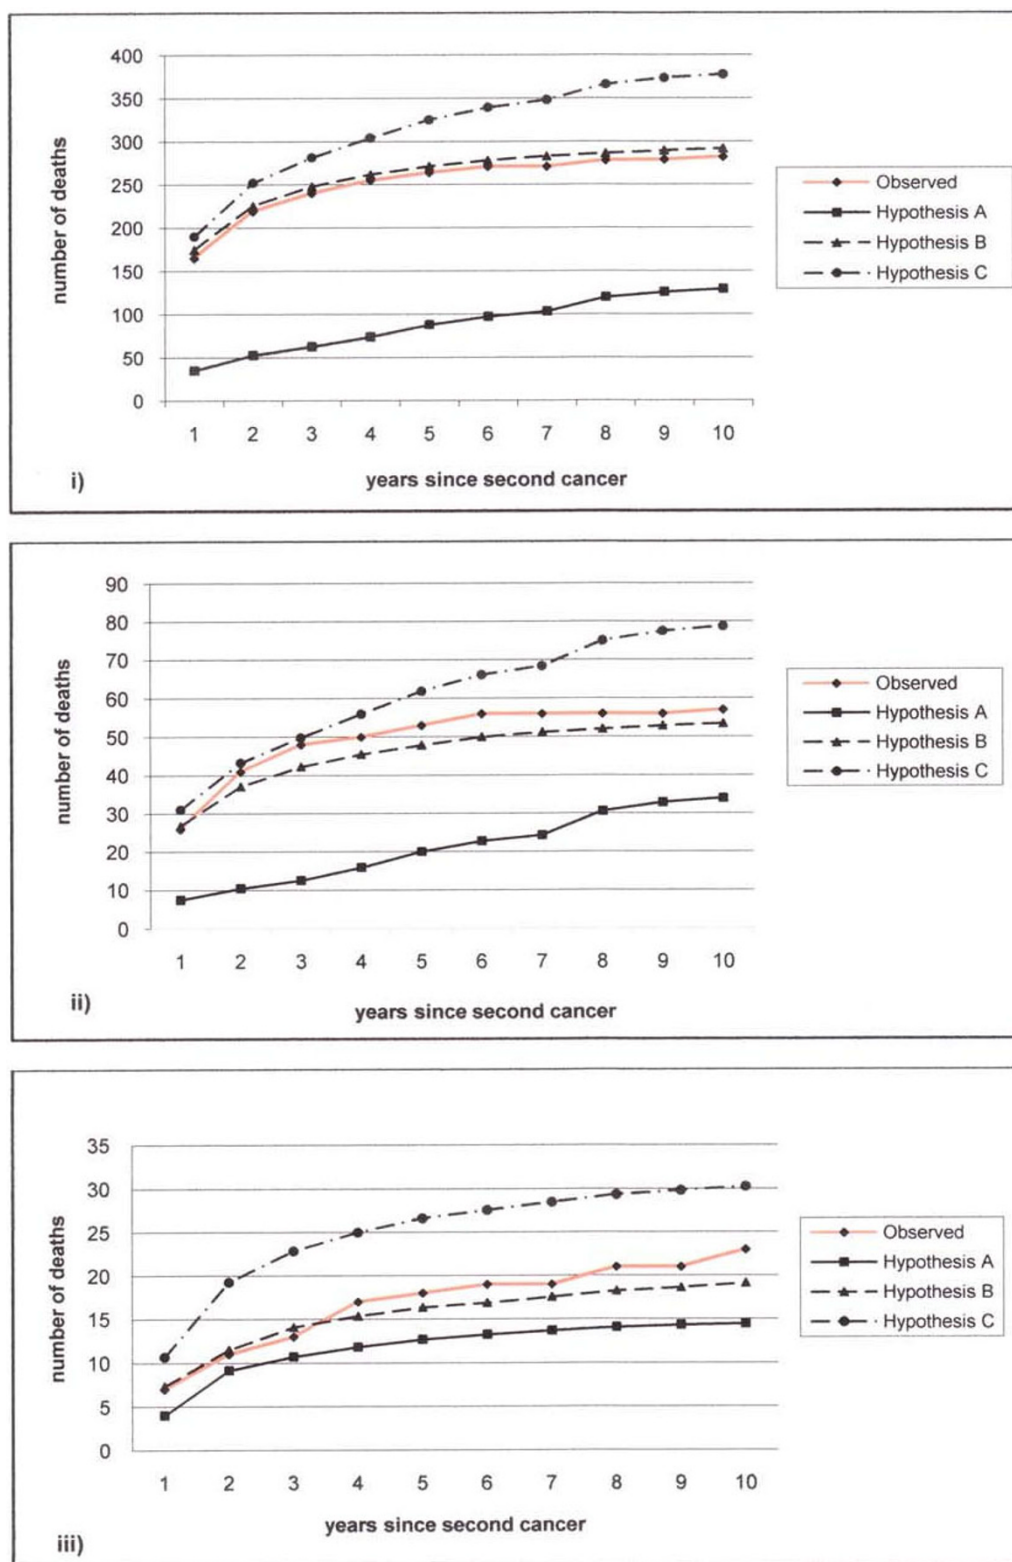 400
350
300
250
200
150
100
50
0
number of deaths
1 2 3 4 5 6 7 8 9 10
years since second cancer
i)
Observed
Hypothesis A
Hypothesis B
Hypothesis C
90
80
70
60
50
40
30
20
10
0
number of deaths
1 2 3 4 5 6 7 8 9 10
years since second cancer
ii)
Observed
Hypothesis A
Hypothesis B
Hypothesis C
35
30
25
20
15
10
5
0
number of deaths
1 2 3 4 5 6 7 8 9 10
years since second cancer
iii)
Observed
Hypothesis A
Hypothesis B
Hypothesis C